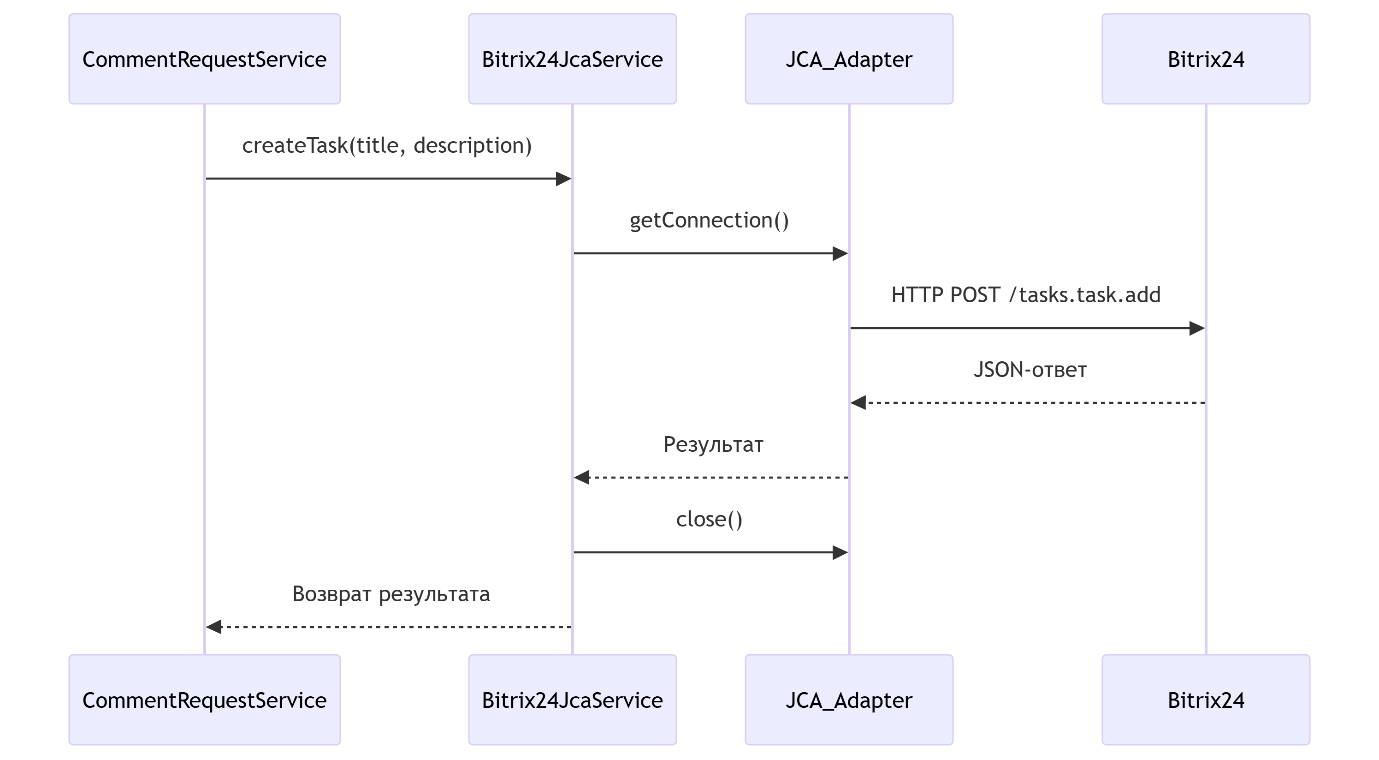 CommentRequestService
Bitrix24JcaService
JCA_Adapter
Bitrix24
createTask(title, description)
getConnection()
HTTP POST /tasks.task.add
JSON-ответ
Результат
close()
Возврат результата
CommentRequestService
Bitrix24JcaService
JCA_Adapter
Bitrix24